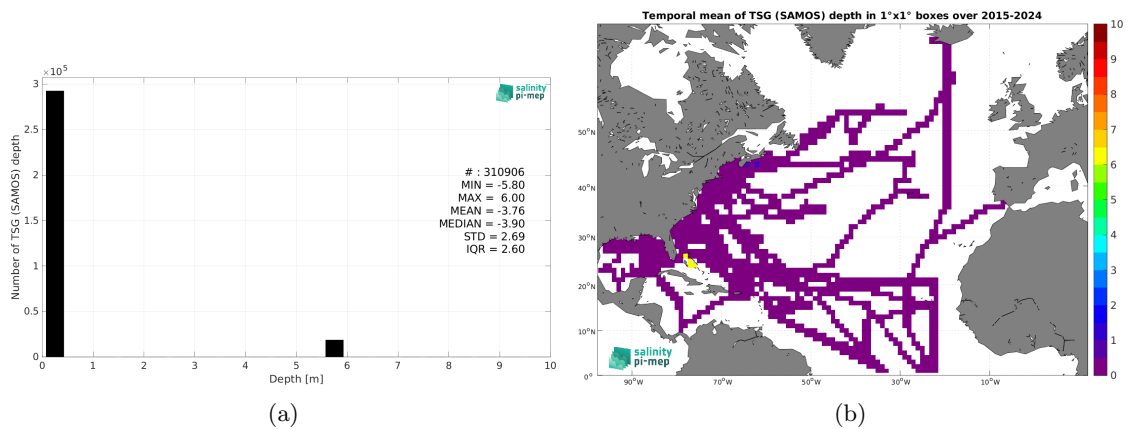 ×10⁵
3
2.5
2
1.5
1
0.5
0
Number of TSG (SAMOS) depth
salinity
pi-mep
# : 310906
MIN = -5.80
MAX = 6.00
MEAN = -3.76
MEDIAN = -3.90
STD = 2.69
IQR = 2.60
0 1 2 3 4 5 6 7 8 9 10
Depth [m]
(a)
Temporal mean of TSG (SAMOS) depth in 1°x1° boxes over 2015-2024
50°N
40°N
30°N
20°N
10°N
0°
90°W 70°W 50°W 30°W 10°W
salinity
pi-mep
10
9
8
7
6
5
4
3
2
1
0
(b)